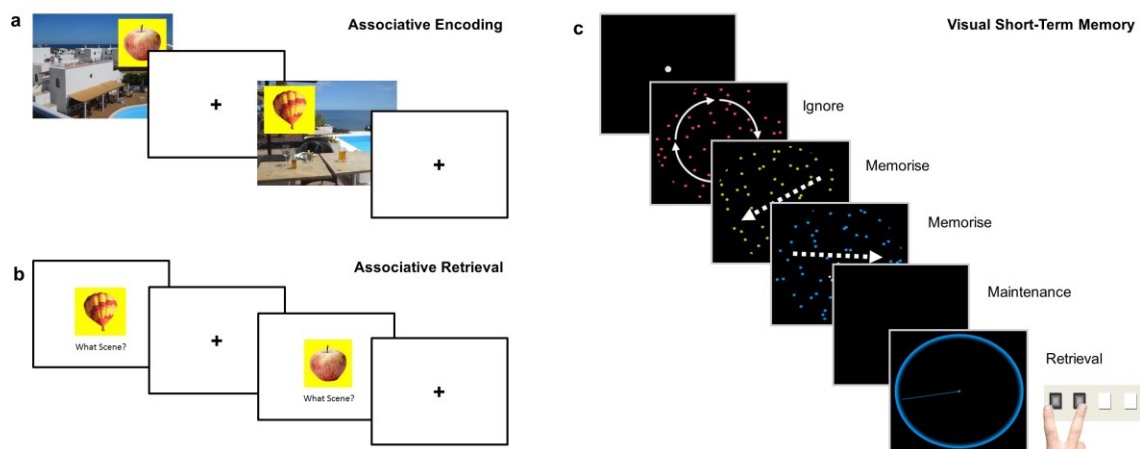 a
Associative Encoding
b
Associative Retrieval
What Scene?
What Scene?
c
Visual Short-Term Memory
Ignore
Memorise
Memorise
Maintenance
Retrieval